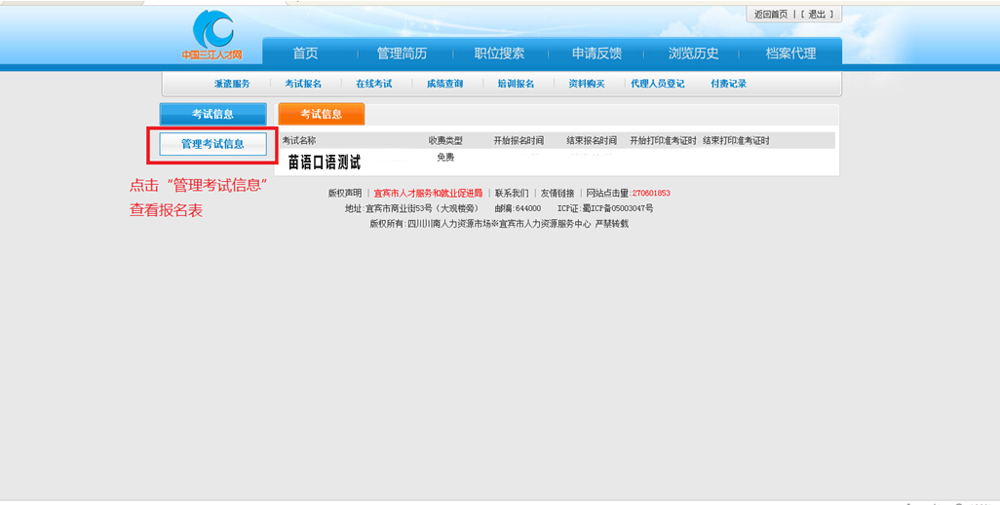 返回首页 | [ 退出 ]
中国三江人才网
首页 管理简历 职位搜索 申请反馈 浏览历史 档案代理
派遣服务 考试报名 在线考试 成绩查询 培训报名 资料购买 代理人员登记 付费记录
考试信息
管理考试信息
点击“管理考试信息”
查看报名表
考试信息
考试名称 收费类型 开始报名时间 结束报名时间 开始打印准考证时 结束打印准考证时
苗语口语测试 免费
版权声明 | 宜宾市人才服务和就业促进局 | 联系我们 | 友情链接 | 网站点击量:270601853
地址:宜宾市商业街53号（大观楼旁） 邮编:644000 ICP证:蜀ICP备05003047号
版权所有:四川川南人力资源市场※宜宾市人力资源服务中心 严禁转载